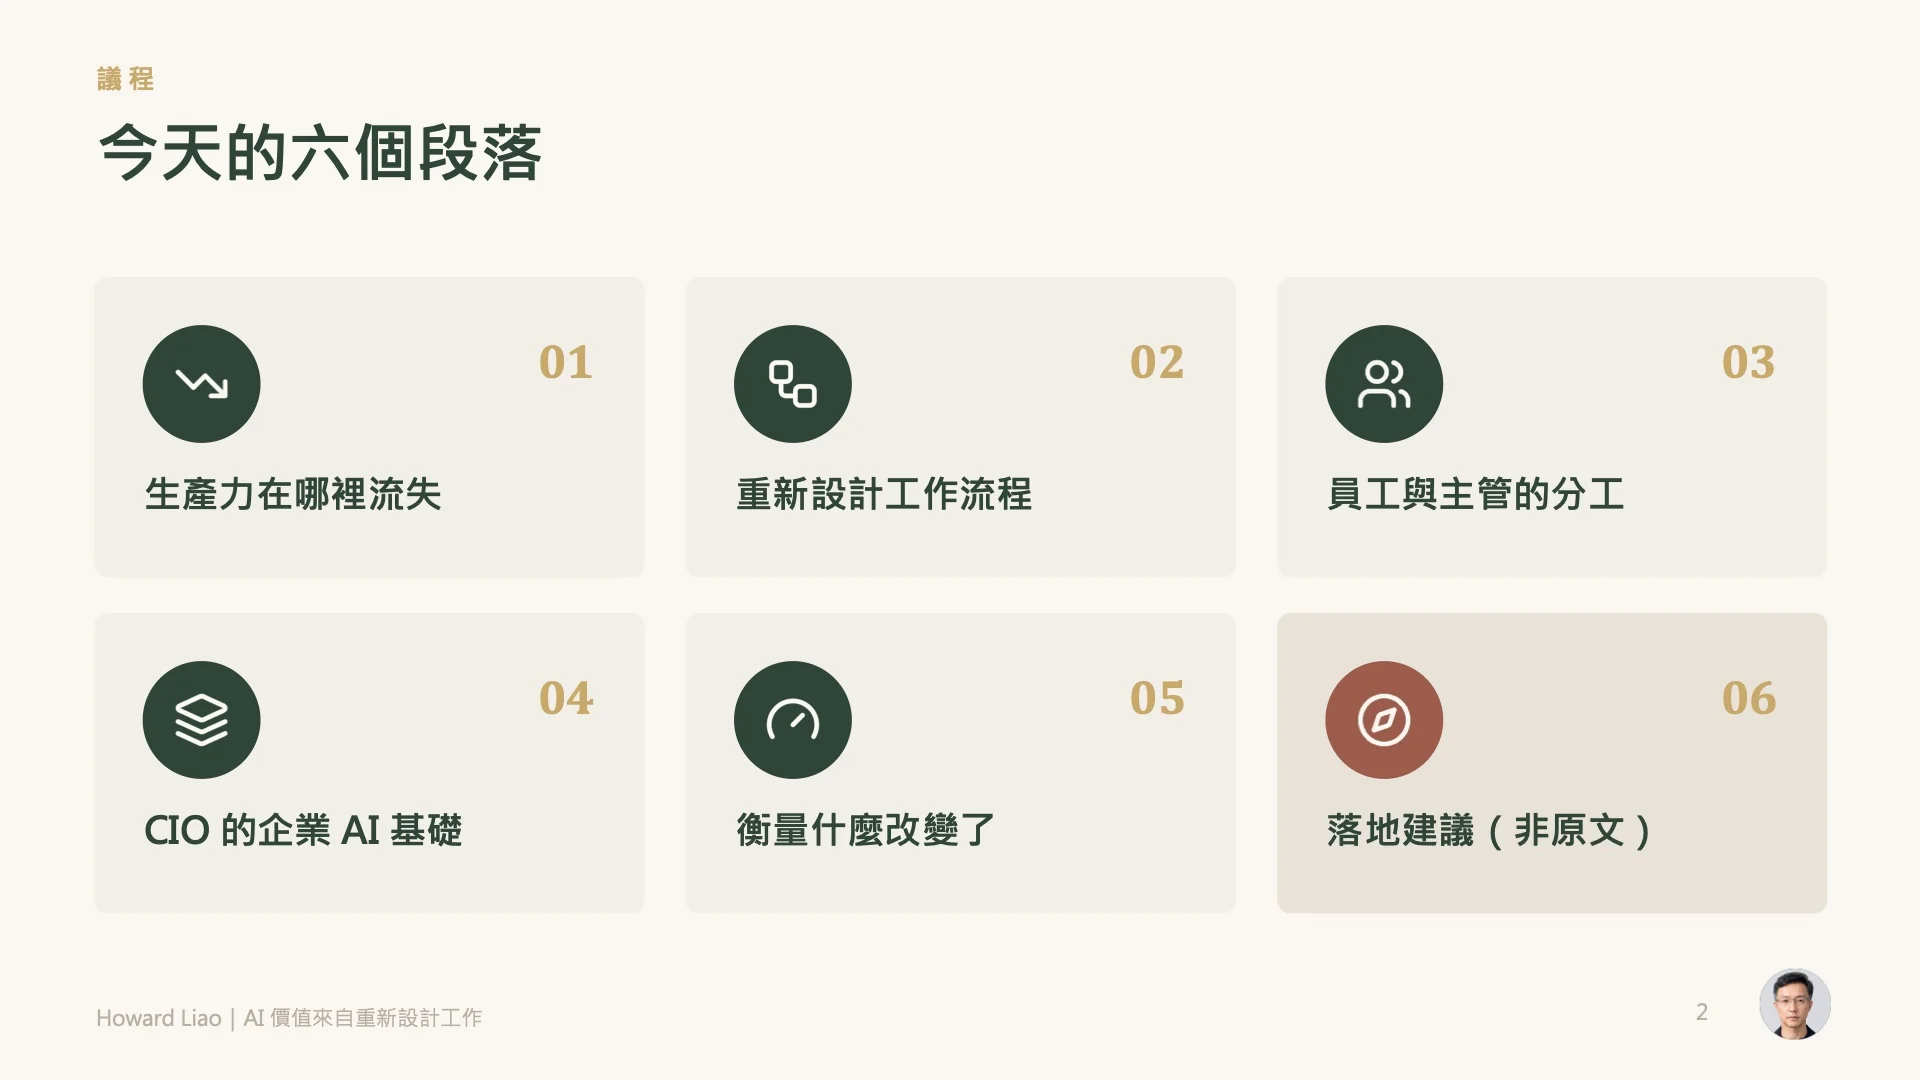 議程
今天的六個段落
01
生產力在哪裡流失
02
重新設計工作流程
03
員工與主管的分工
04
CIO 的企業 AI 基礎
05
衡量什麼改變了
06
落地建議（非原文）
Howard Liao｜AI 價值來自重新設計工作
2